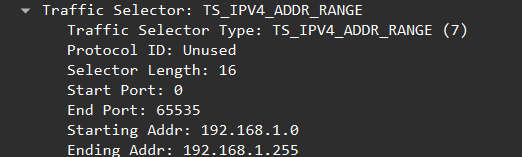 Traffic Selector: TS_IPV4_ADDR_RANGE
Traffic Selector Type: TS_IPV4_ADDR_RANGE (7)
Protocol ID: Unused
Selector Length: 16
Start Port: 0
End Port: 65535
Starting Addr: 192.168.1.0
Ending Addr: 192.168.1.255